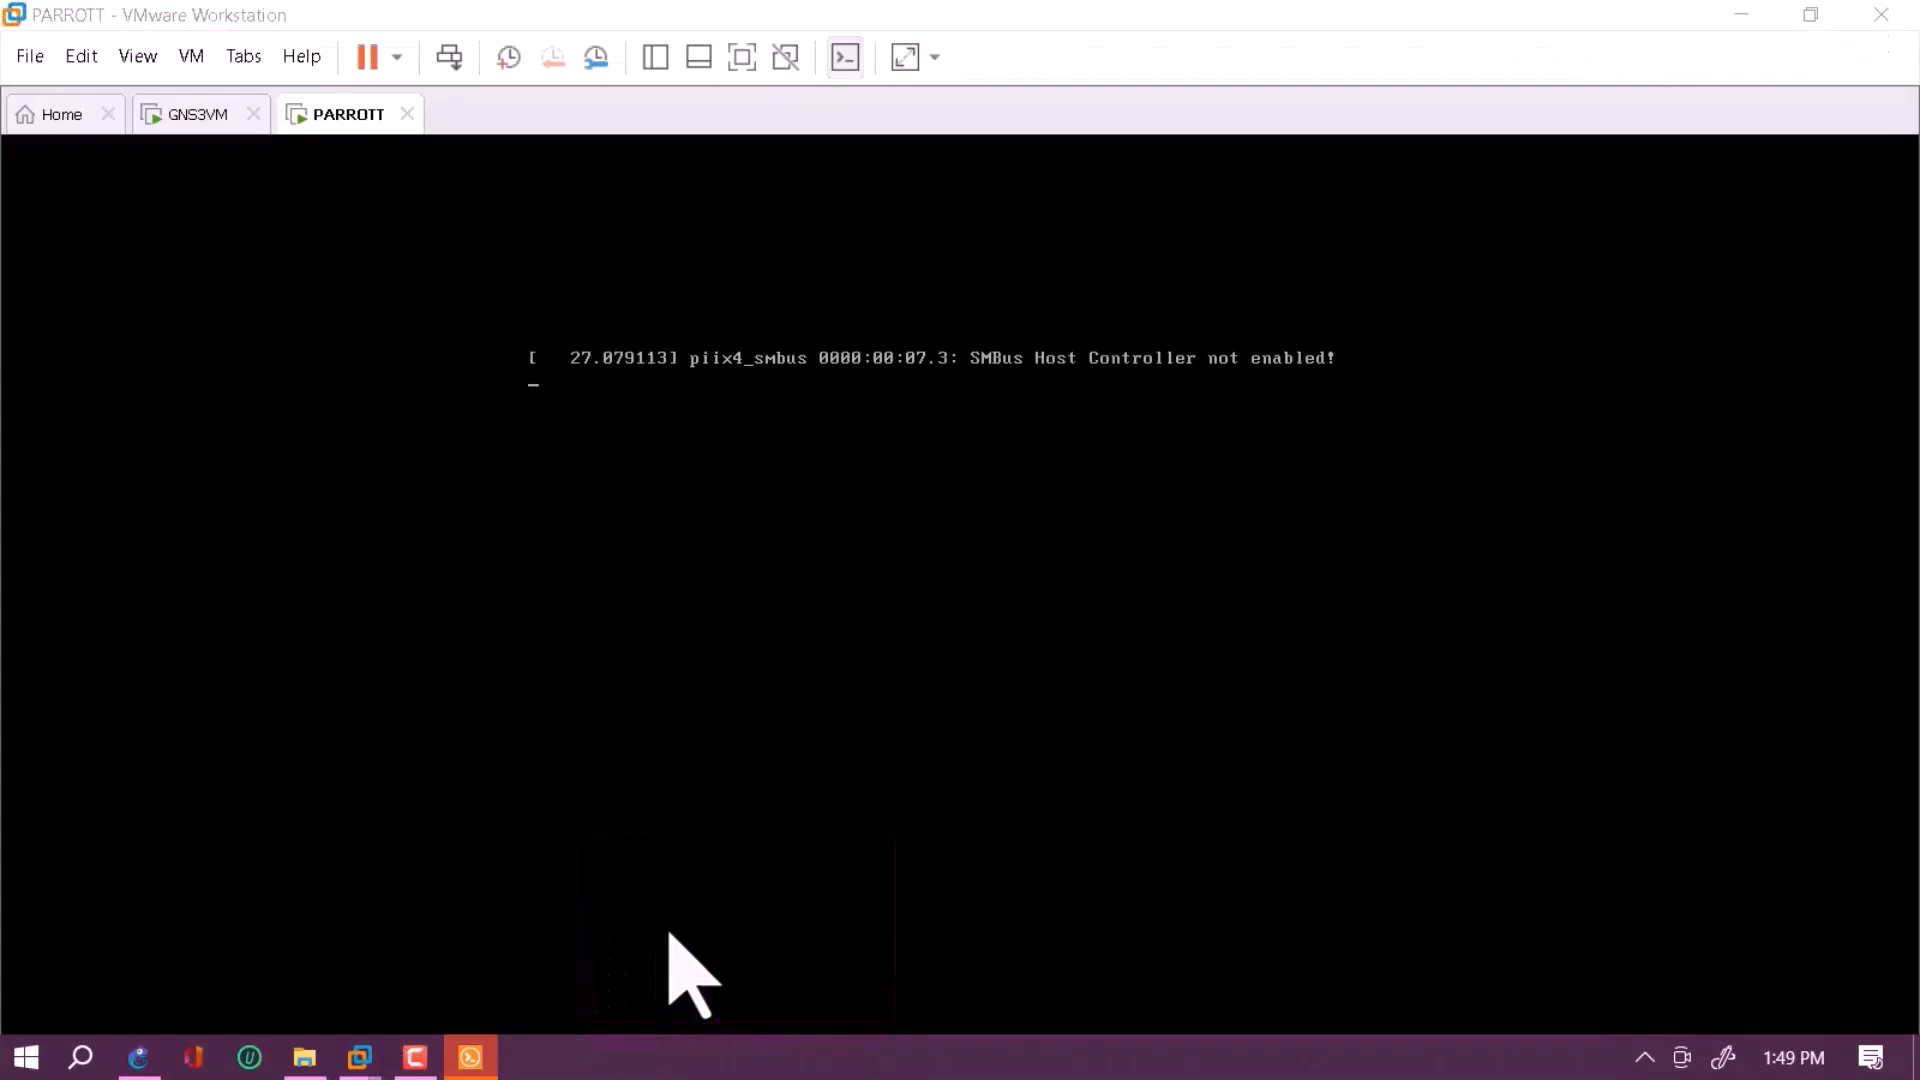 PARROTT - VMware Workstation
File Edit View VM Tabs Help
Home GNS3VM PARROTT
[   27.079113] piix4_smbus 0000:00:07.3: SMBus Host Controller not enabled!
1:49 PM